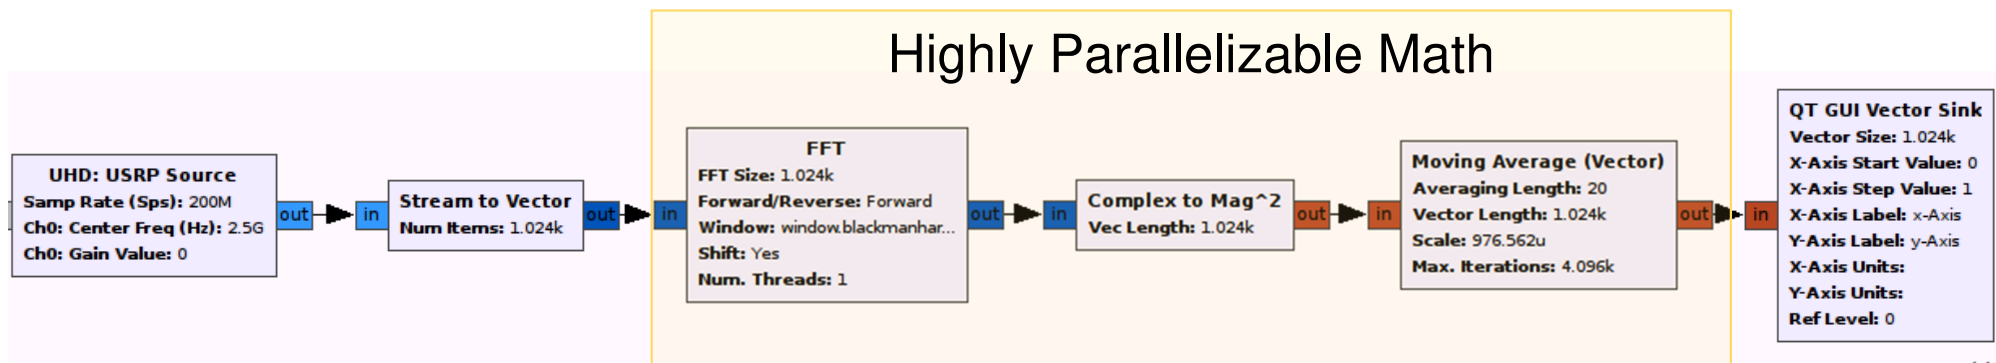 Highly Parallelizable Math
UHD: USRP Source
Samp Rate (Sps): 200M
Ch0: Center Freq (Hz): 2.5G
Ch0: Gain Value: 0
out
in
Stream to Vector
Num Items: 1.024k
out
in
FFT
FFT Size: 1.024k
Forward/Reverse: Forward
Window: window.blackmanhar...
Shift: Yes
Num. Threads: 1
out
in
Complex to Mag^2
Vec Length: 1.024k
out
in
Moving Average (Vector)
Averaging Length: 20
Vector Length: 1.024k
Scale: 976.562u
Max. Iterations: 4.096k
out
in
QT GUI Vector Sink
Vector Size: 1.024k
X-Axis Start Value: 0
X-Axis Step Value: 1
X-Axis Label: x-Axis
Y-Axis Label: y-Axis
X-Axis Units:
Y-Axis Units:
Ref Level: 0